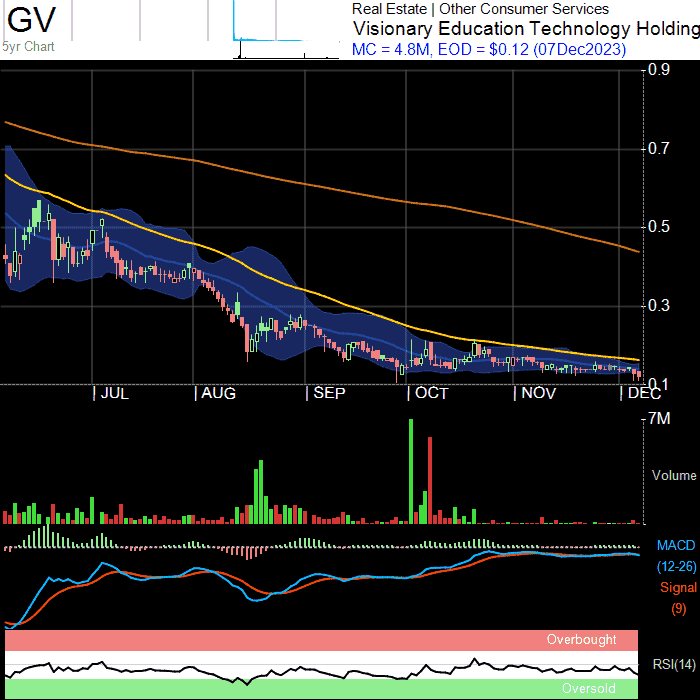 GV
5yr Chart
Real Estate | Other Consumer Services
Visionary Education Technology Holding
MC = 4.8M, EOD = $0.12 (07Dec2023)
0.9
0.7
0.5
0.3
0.1
| JUL | AUG | SEP | OCT | NOV | DEC
7M
Volume
MACD
(12-26)
Signal
(9)
Overbought
RSI(14)
Oversold